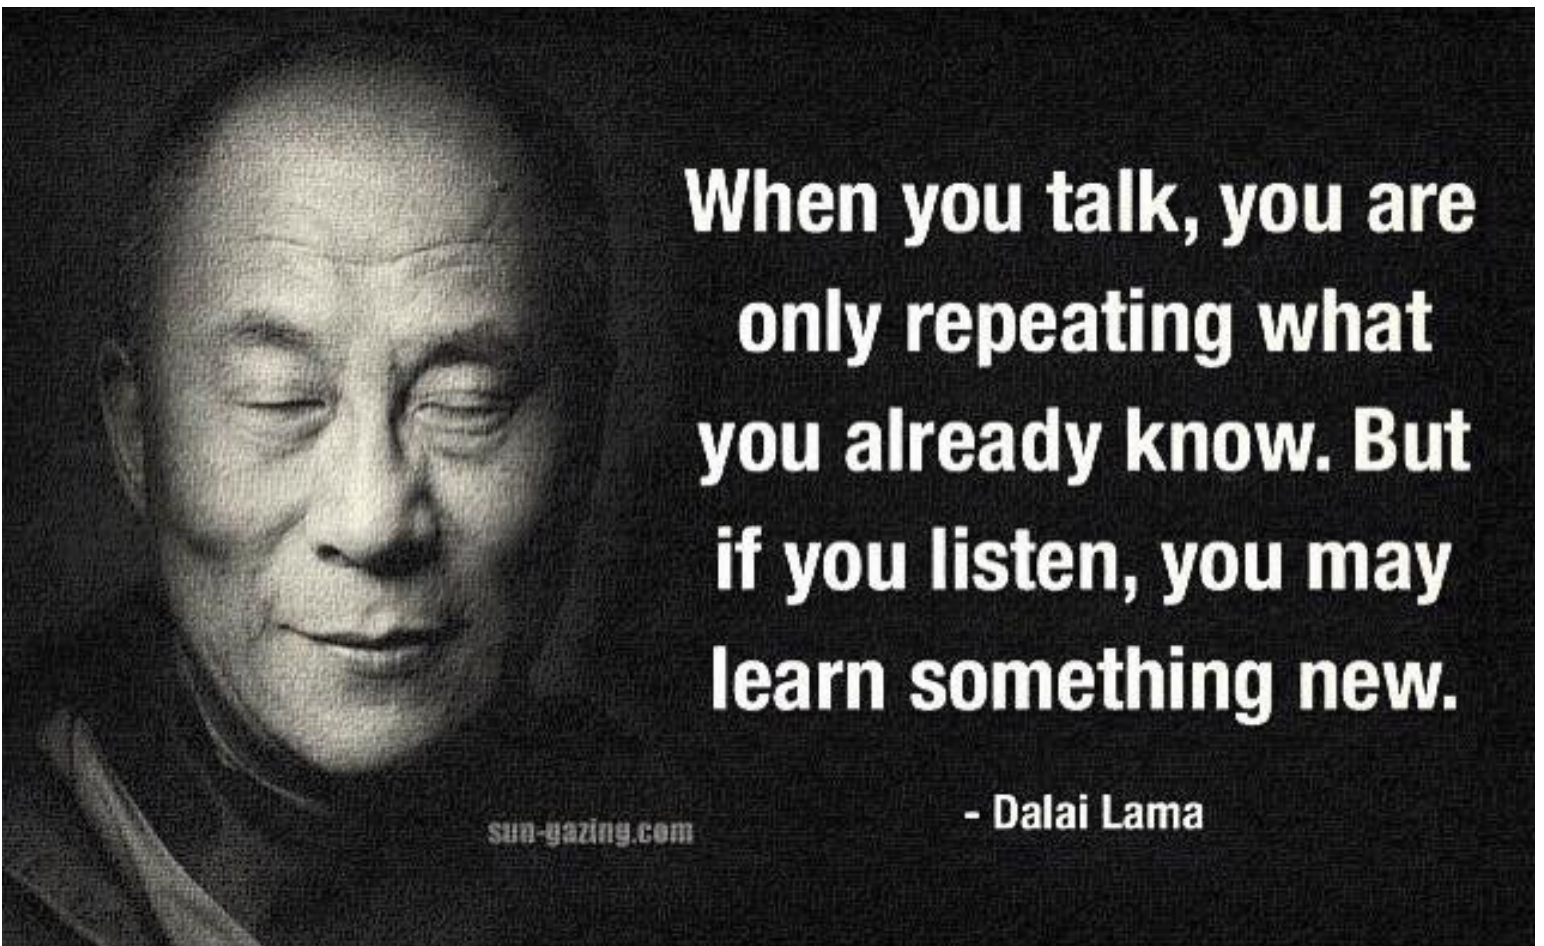 When you talk, you are
only repeating what
you already know. But
if you listen, you may
learn something new.
- Dalai Lama
sun-gazing.com